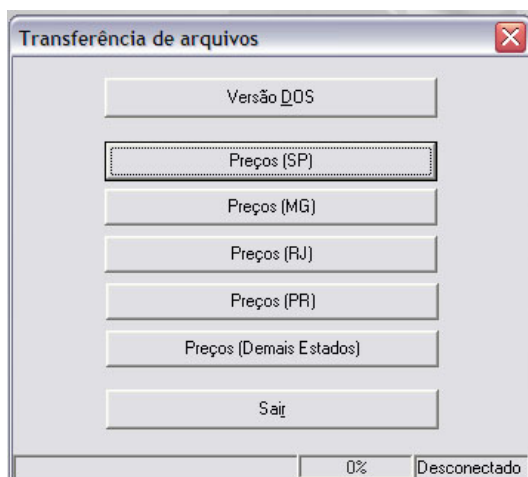 Transferência de arquivos
Versão DOS
Preços (SP)
Preços (MG)
Preços (RJ)
Preços (PR)
Preços (Demais Estados)
Sair
0% Desconectado